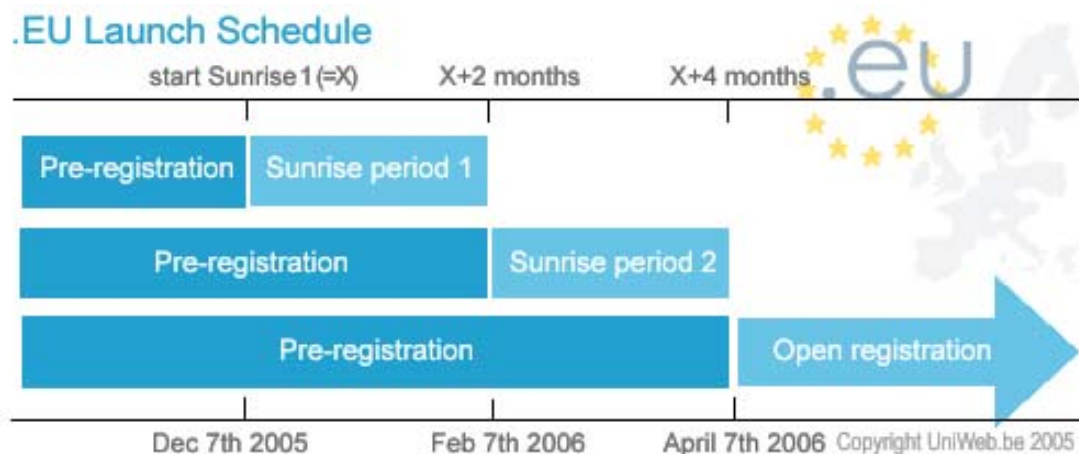 .EU Launch Schedule
.eu
start Sunrise 1 (=X) X+2 months X+4 months
Pre-registration Sunrise period 1
Pre-registration Sunrise period 2
Pre-registration Open registration
Dec 7th 2005 Feb 7th 2006 April 7th 2006 Copyright UniWeb.be 2005